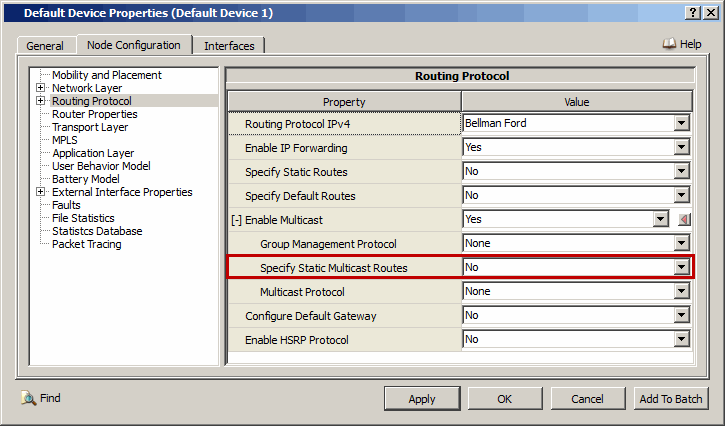 Default Device Properties (Default Device 1)
General
Node Configuration
Interfaces
Help
Mobility and Placement
Network Layer
Routing Protocol
Router Properties
Transport Layer
MPLS
Application Layer
User Behavior Model
Battery Model
External Interface Properties
Faults
File Statistics
Statistcs Database
Packet Tracing
Routing Protocol
Property Value
Routing Protocol IPv4 Bellman Ford
Enable IP Forwarding Yes
Specify Static Routes No
Specify Default Routes No
[-] Enable Multicast Yes
Group Management Protocol None
Specify Static Multicast Routes No
Multicast Protocol None
Configure Default Gateway No
Enable HSRP Protocol No
Find
Apply
OK
Cancel
Add To Batch